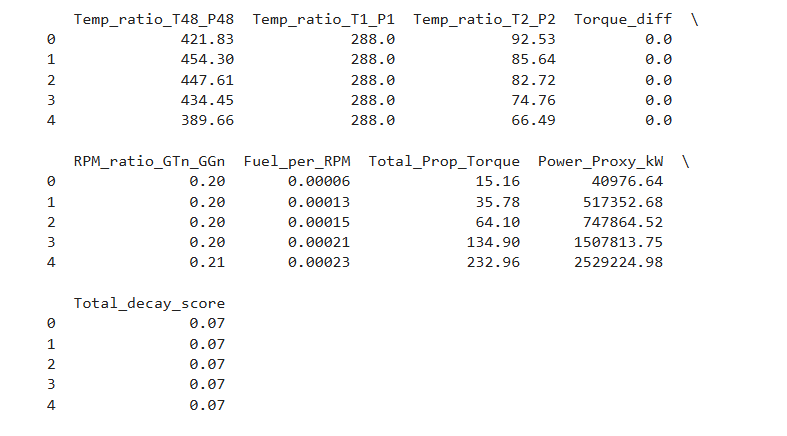 Temp_ratio_T48_P48 Temp_ratio_T1_P1 Temp_ratio_T2_P2 Torque_diff \
0 421.83 288.0 92.53 0.0
1 454.30 288.0 85.64 0.0
2 447.61 288.0 82.72 0.0
3 434.45 288.0 74.76 0.0
4 389.66 288.0 66.49 0.0
RPM_ratio_GTn_GGn Fuel_per_RPM Total_Prop_Torque Power_Proxy_kW \
0 0.20 0.00006 15.16 40976.64
1 0.20 0.00013 35.78 517352.68
2 0.20 0.00015 64.10 747864.52
3 0.20 0.00021 134.90 1507813.75
4 0.21 0.00023 232.96 2529224.98
Total_decay_score
0 0.07
1 0.07
2 0.07
3 0.07
4 0.07